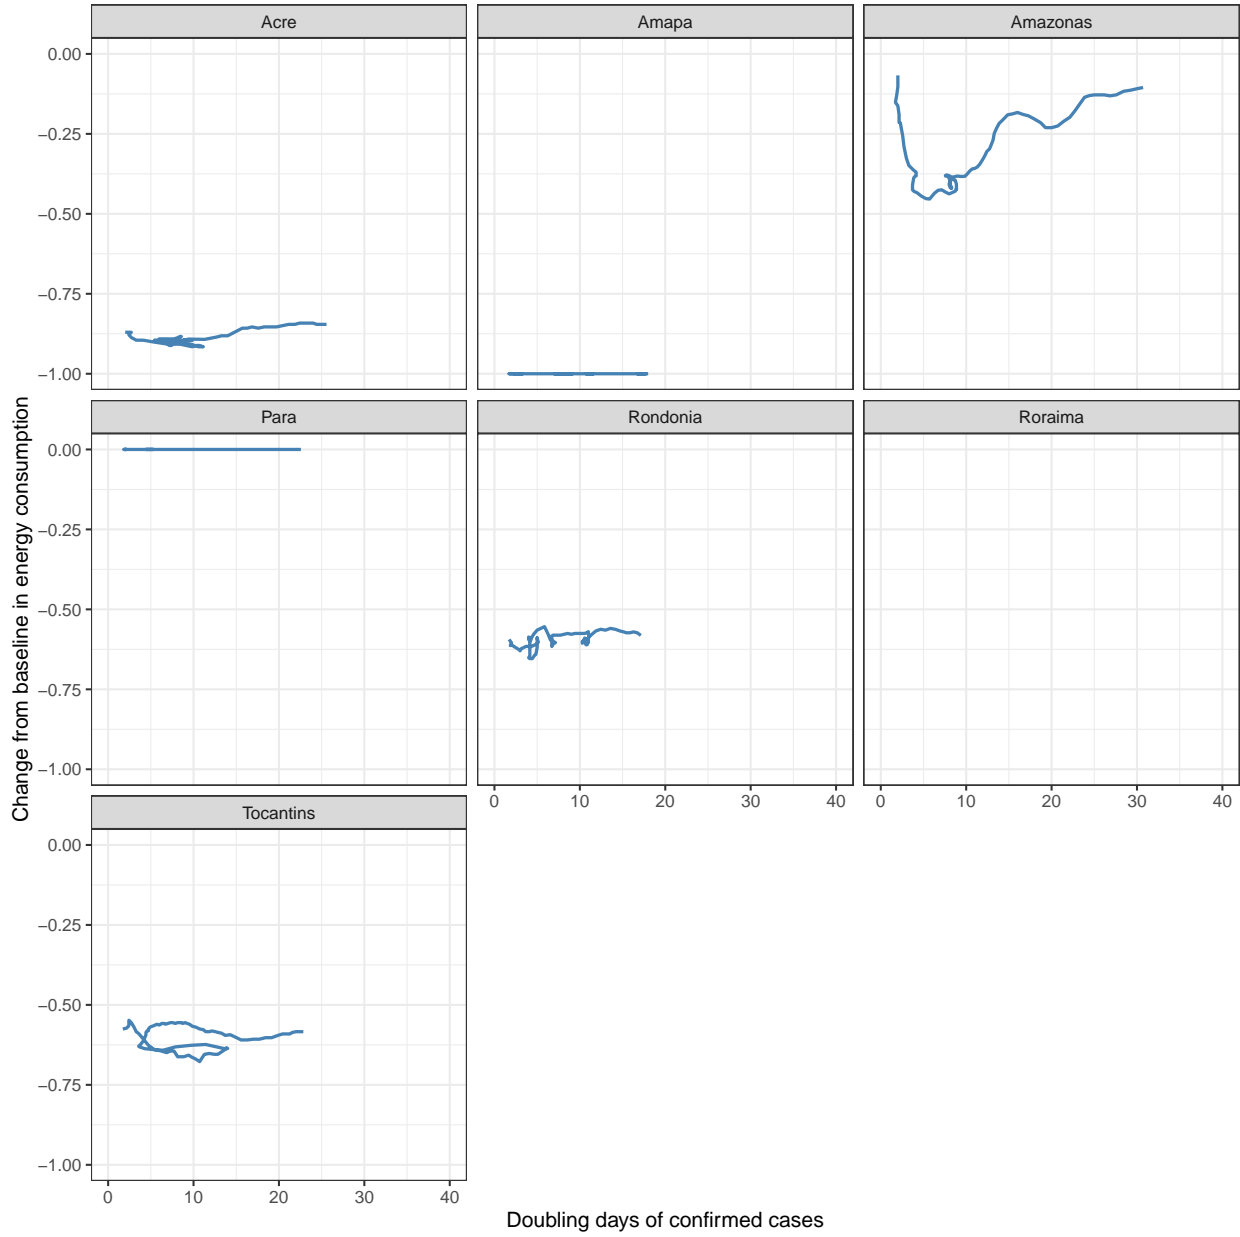 Acre
Amapa
Amazonas
0.00
−0.25
−0.50
−0.75
−1.00
Para
Rondonia
Roraima
0.00
−0.25
−0.50
−0.75
−1.00
0 10 20 30 40
0 10 20 30 40
Tocantins
0.00
−0.25
−0.50
−0.75
−1.00
0 10 20 30 40
Doubling days of confirmed cases
Change from baseline in energy consumption